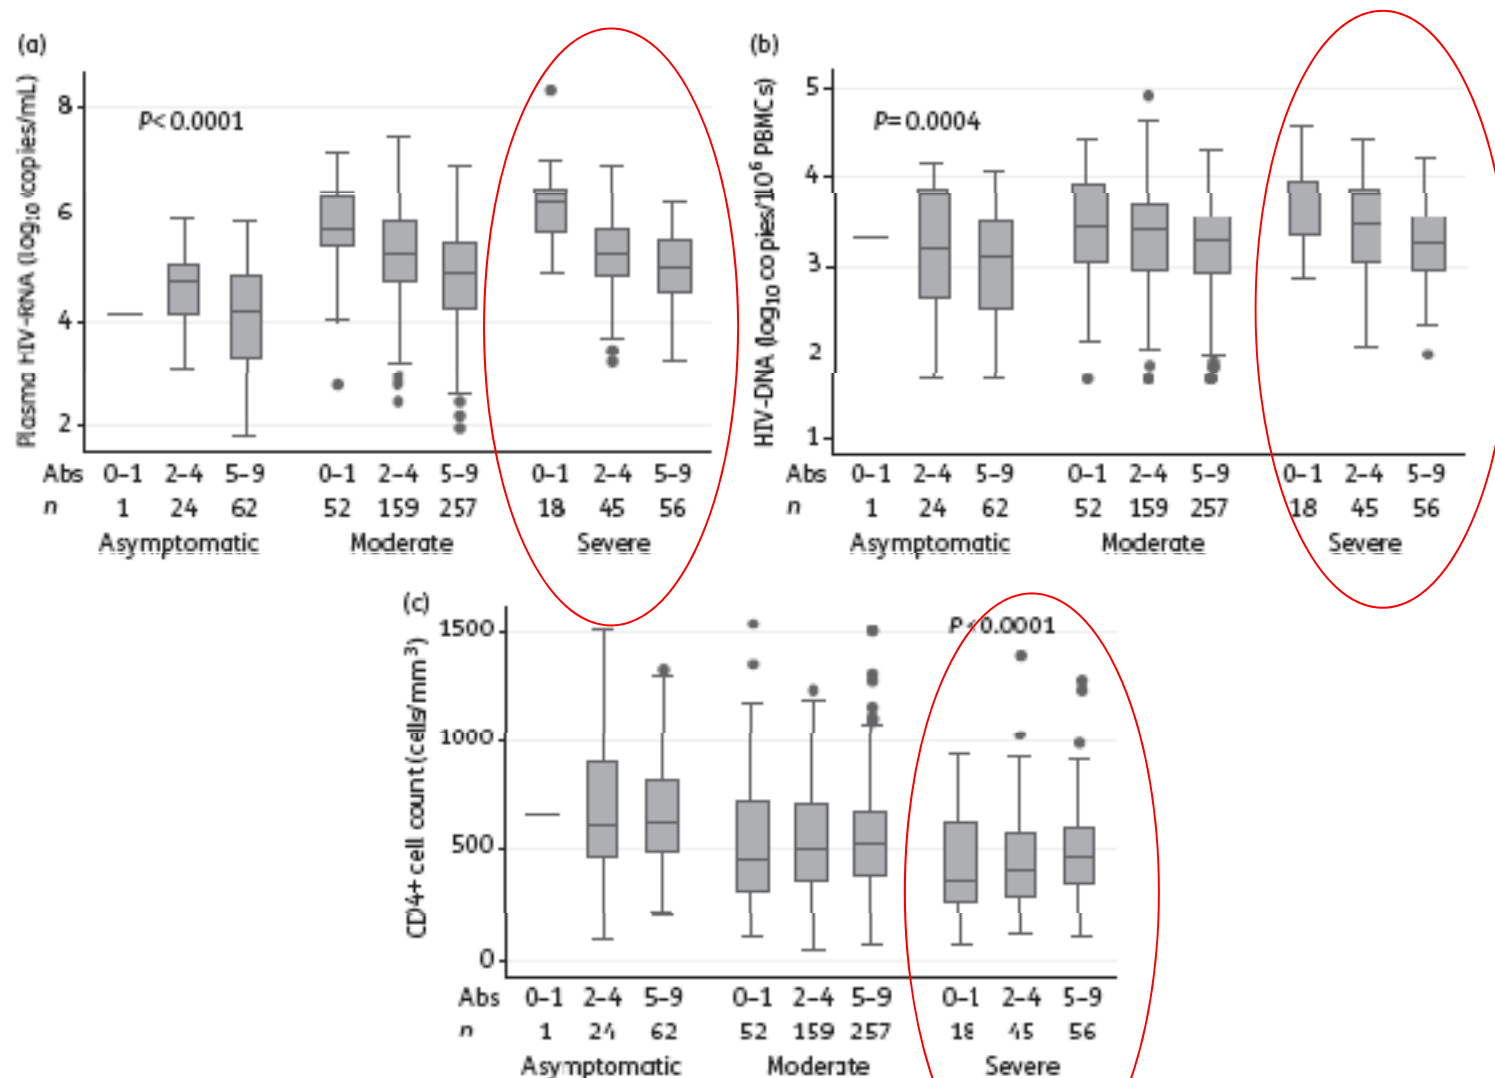 (a)
Plasma HIV-RNA (log10 copies/mL)
8
6
4
2
P<0.0001
Abs 0–1 2–4 5–9 0–1 2–4 5–9 0–1 2–4 5–9
n 1 24 62 52 159 257 18 45 56
Asymptomatic Moderate Severe
(b)
HIV-DNA (log10 copies/10⁶ PBMCs)
5
4
3
2
1
P=0.0004
Abs 0–1 2–4 5–9 0–1 2–4 5–9 0–1 2–4 5–9
n 1 24 62 52 159 257 18 45 56
Asymptomatic Moderate Severe
(c)
CD4+ cell count (cells/mm³)
1500
1000
500
0
P<0.0001
Abs 0–1 2–4 5–9 0–1 2–4 5–9 0–1 2–4 5–9
n 1 24 62 52 159 257 18 45 56
Asymptomatic Moderate Severe